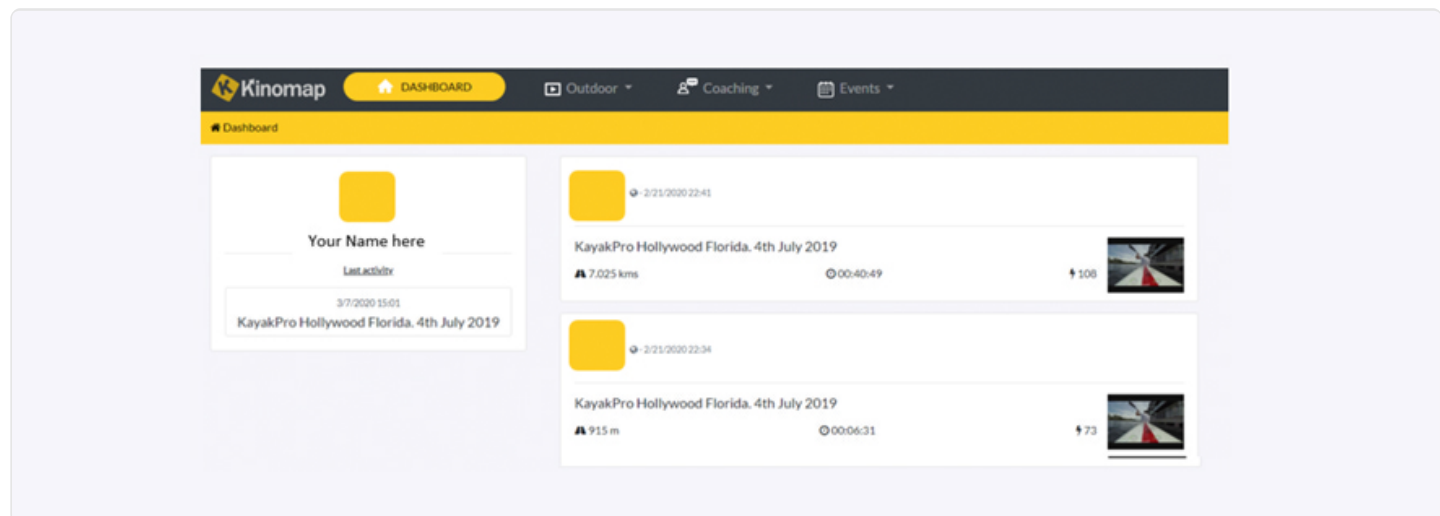 Kinomap DASHBOARD Outdoor Coaching Events
Dashboard
Your Name here
Last activity
3/7/2020 15:01
KayakPro Hollywood Florida. 4th July 2019
- 2/21/2020 22:41
KayakPro Hollywood Florida. 4th July 2019
7.025 kms 00:40:49 108
- 2/21/2020 22:34
KayakPro Hollywood Florida. 4th July 2019
915 m 00:06:31 73